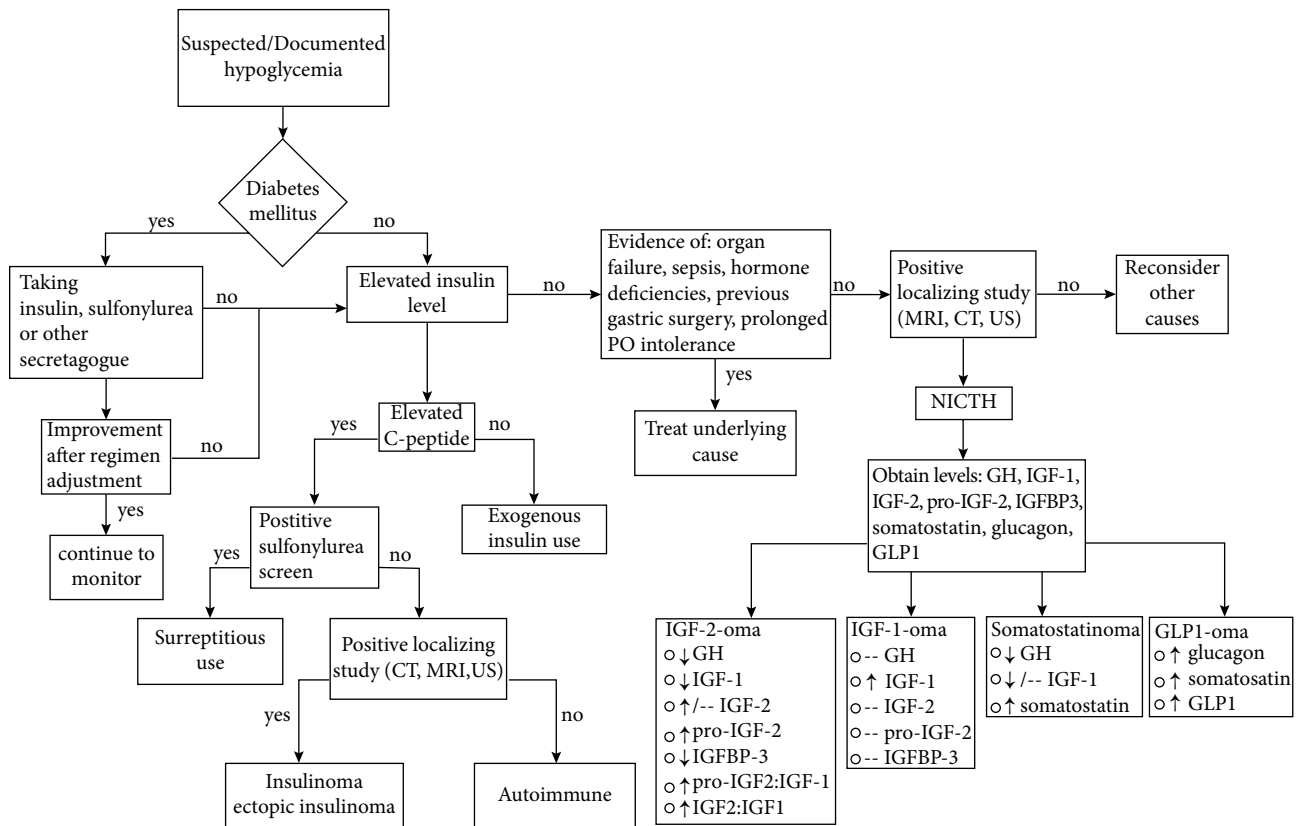 Suspected/Documented
hypoglycemia
Diabetes
mellitus
yes
no
Taking
insulin, sulfonylurea
or other
secretagogue
no
Elevated insulin
level
no
Evidence of: organ
failure, sepsis, hormone
deficiencies, previous
gastric surgery, prolonged
PO intolerance
no
Positive
localizing study
(MRI, CT, US)
no
Reconsider
other
causes
yes
Treat underlying
cause
NICTH
Improvement
after regimen
adjustment
no
yes
continue to
monitor
Elevated
C-peptide
yes
no
Exogenous
insulin use
Postitive
sulfonylurea
screen
yes
no
Surreptitious
use
Positive localizing
study (CT, MRI,US)
yes
no
Insulinoma
ectopic insulinoma
Autoimmune
Obtain levels: GH, IGF-1,
IGF-2, pro-IGF-2, IGFBP3,
somatostatin, glucagon,
GLP1
IGF-2-oma
○ ↓ GH
○ ↓ IGF-1
○ ↑/-- IGF-2
○ ↑ pro-IGF-2
○ ↓ IGFBP-3
○ ↑ pro-IGF2:IGF-1
○ ↑ IGF2:IGF1
IGF-1-oma
○ -- GH
○ ↑ IGF-1
○ -- IGF-2
○ -- pro-IGF-2
○ -- IGFBP-3
Somatostatinoma
○ ↓ GH
○ ↓ /-- IGF-1
○ ↑ somatostatin
GLP1-oma
○ ↑ glucagon
○ ↑ somatosatin
○ ↑ GLP1